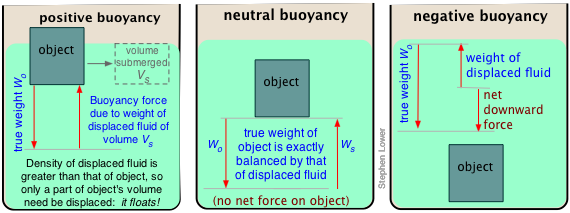 positive buoyancy
object
volume
submerged
Vs
true weight Wo
Buoyancy force
due to weight of
displaced fluid of
volume Vs
Density of displaced fluid is
greater than that of object, so
only a part of object's volume
need be displaced: it floats!
neutral buoyancy
object
Wo
true weight of
object is exactly
balanced by that
of displaced fluid
Ws
(no net force on object)
Stephen Lower
negative buoyancy
true weight Wo
weight of
displaced fluid
net
downward
force
object